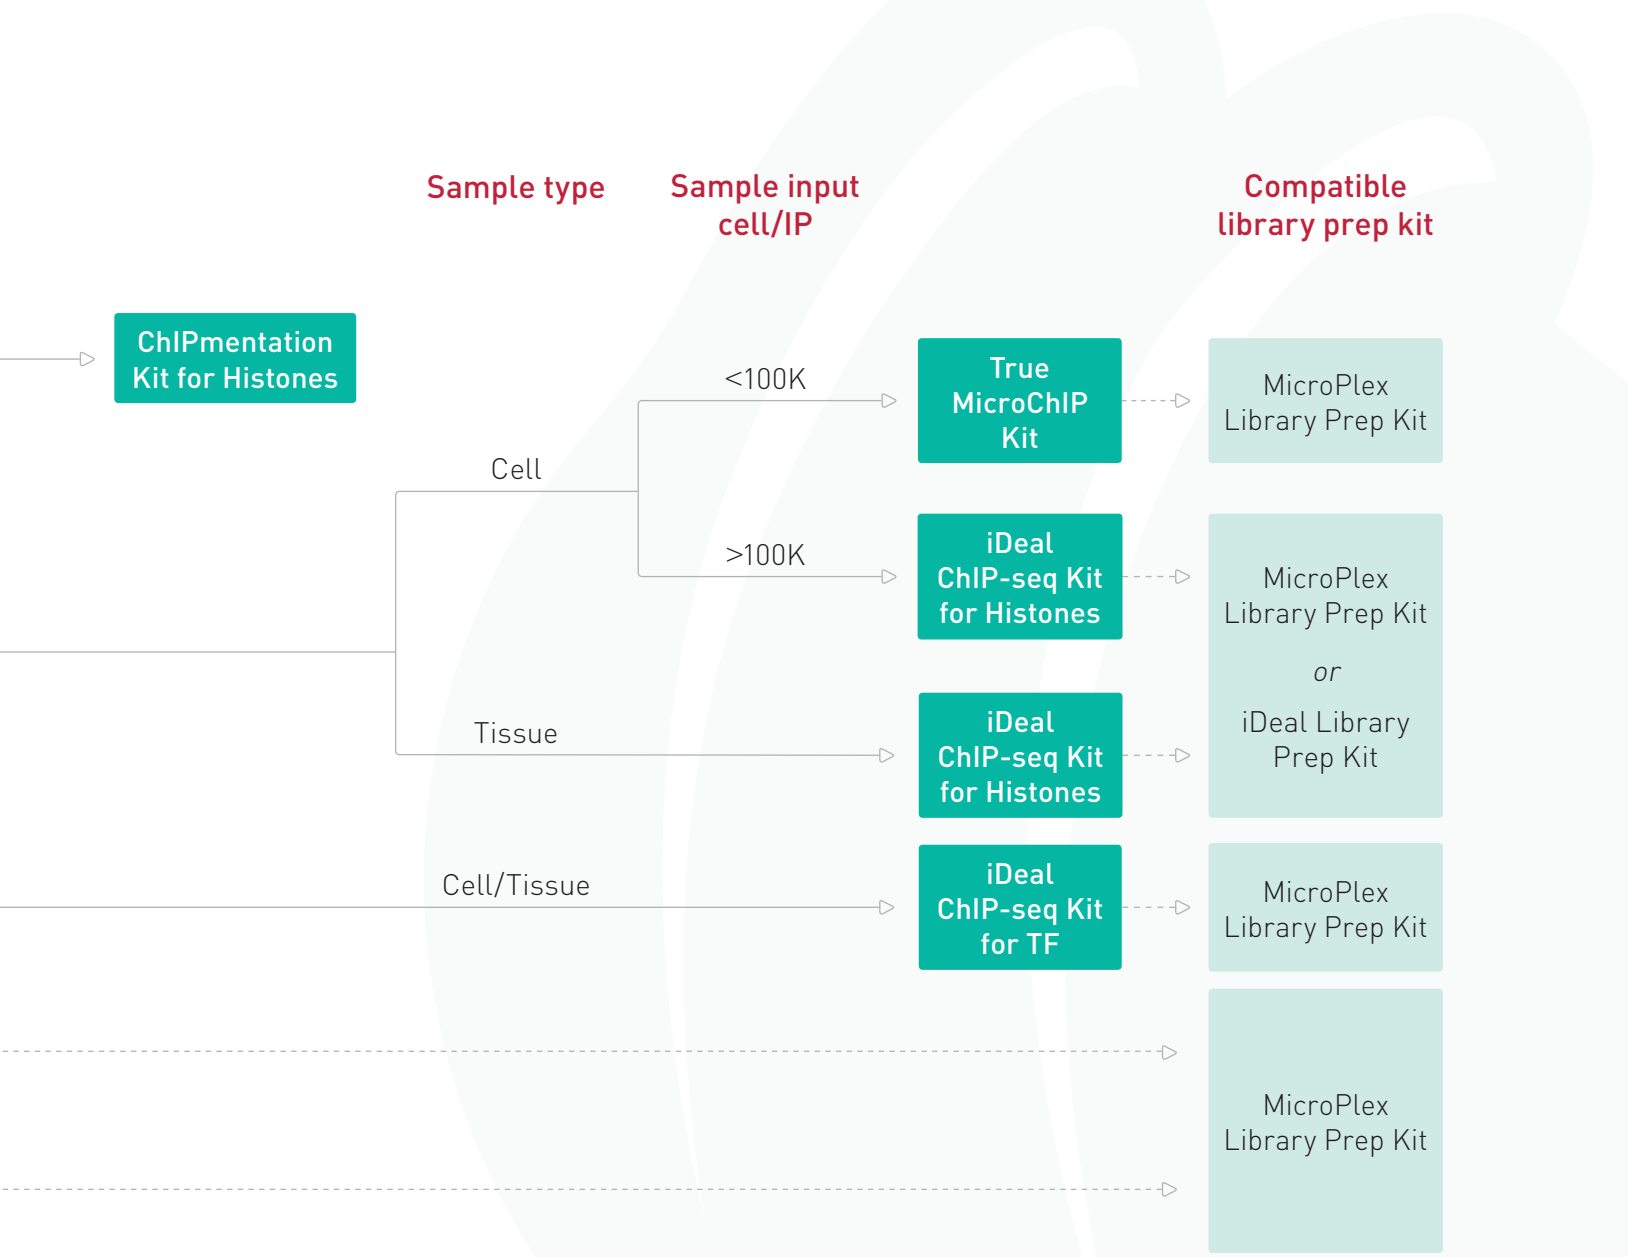 Sample type
Sample input
cell/IP
Compatible
library prep kit
ChIPmentation
Kit for Histones
<100K
True
MicroChIP
Kit
MicroPlex
Library Prep Kit
Cell
>100K
iDeal
ChIP-seq Kit
for Histones
MicroPlex
Library Prep Kit
or
iDeal Library
Prep Kit
Tissue
iDeal
ChIP-seq Kit
for Histones
Cell/Tissue
iDeal
ChIP-seq Kit
for TF
MicroPlex
Library Prep Kit
MicroPlex
Library Prep Kit